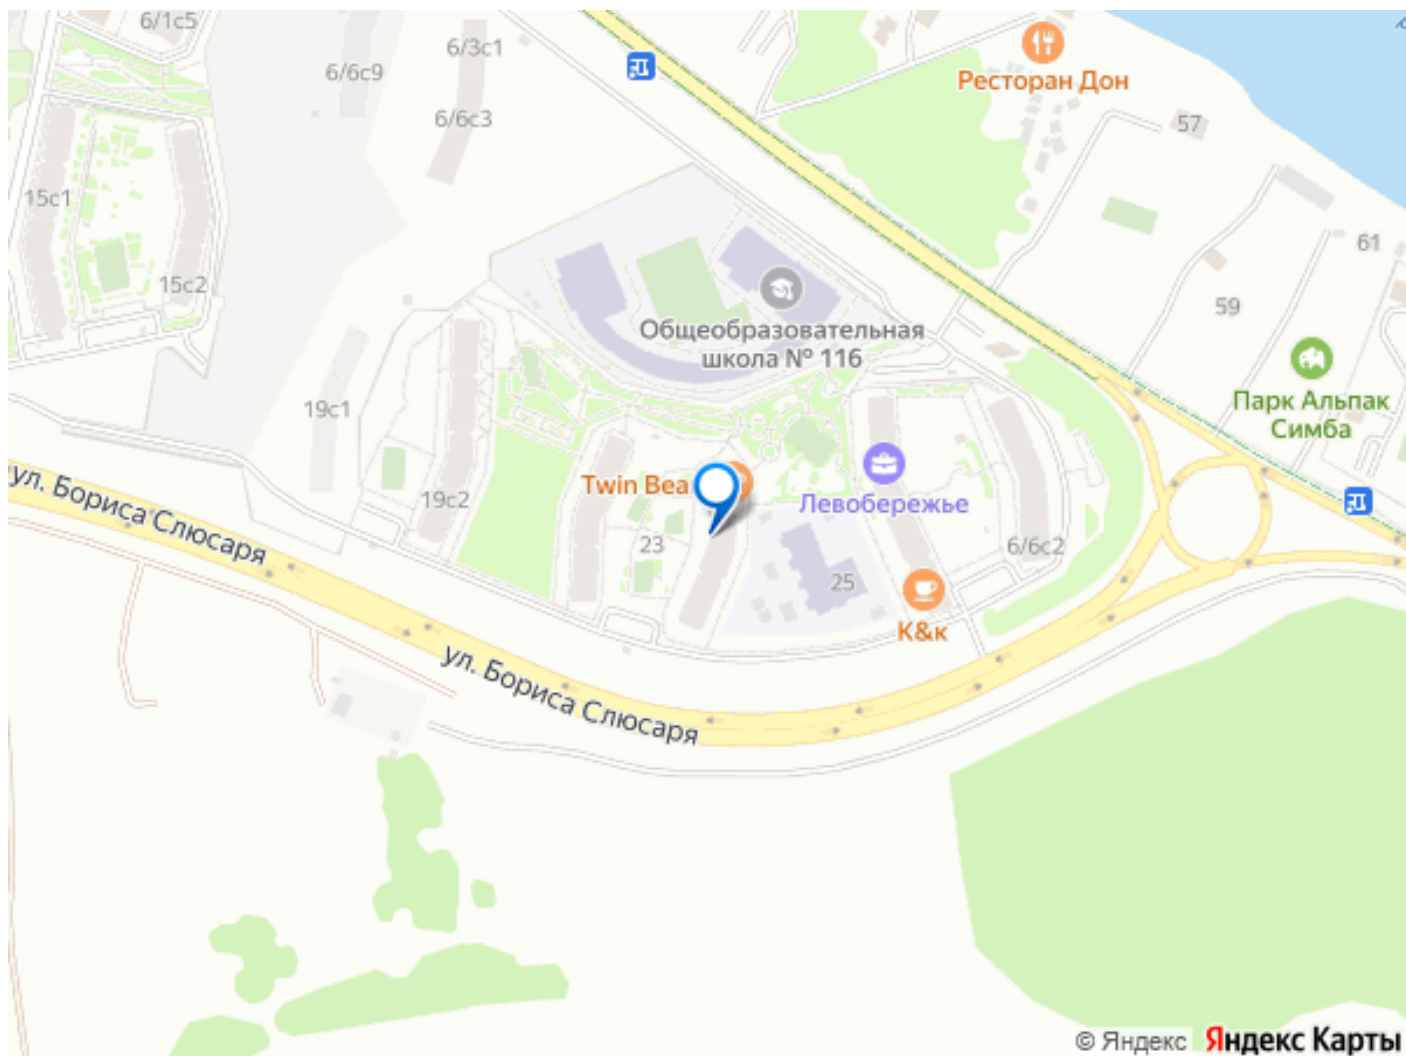 6/1с5
6/3с1
6/6с9
6/6с3
Ресторан Дон
57
15с1
61
15с2
59
Общеобразовательная
школа № 116
Парк Альпак
Симба
19с1
ул. Бориса Слюсаря
19с2
Twin Bea
Левобережье
23
6/6с2
25
К&к
ул. Бориса Слюсаря
© Яндекс Яндекс Карты